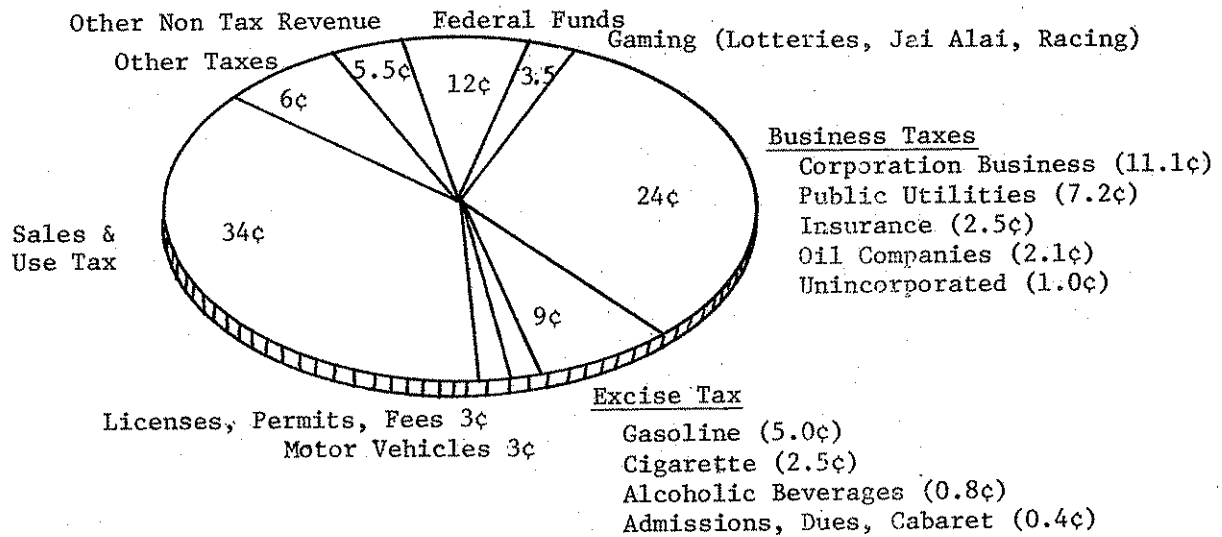 Other Non Tax Revenue
Federal Funds
Gaming (Lotteries, Jai Alai, Racing)
Other Taxes
5.5¢
12¢
3.5
6¢
Business Taxes
Corporation Business (11.1¢)
Public Utilities (7.2¢)
Insurance (2.5¢)
Oil Companies (2.1¢)
Unincorporated (1.0¢)
24¢
34¢
Sales &
Use Tax
9¢
Licenses, Permits, Fees 3¢
Motor Vehicles 3¢
Excise Tax
Gasoline (5.0¢)
Cigarette (2.5¢)
Alcoholic Beverages (0.8¢)
Admissions, Dues, Cabaret (0.4¢)